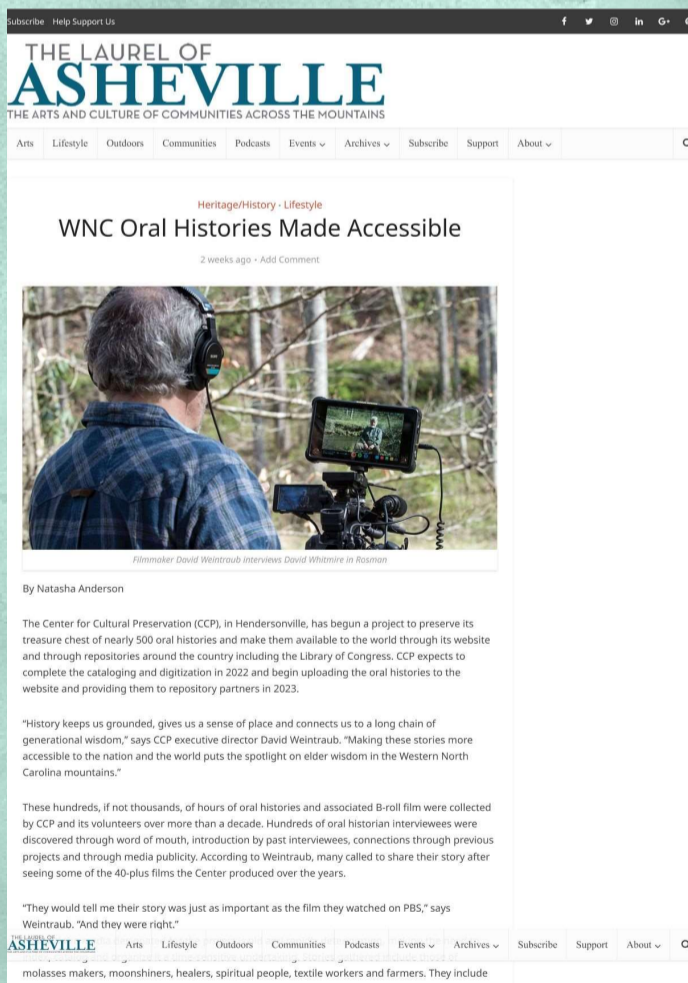 Subscribe Help Support Us
THE LAUREL OF
ASHEVILLE
THE ARTS AND CULTURE OF COMMUNITIES ACROSS THE MOUNTAINS
Arts Lifestyle Outdoors Communities Podcasts Events Archives Subscribe Support About
Heritage/History • Lifestyle
WNC Oral Histories Made Accessible
2 weeks ago • Add Comment
Filmmaker David Weintraub interviews David Whitmire in Rosman
By Natasha Anderson
The Center for Cultural Preservation (CCP), in Hendersonville, has begun a project to preserve its
treasure chest of nearly 500 oral histories and make them available to the world through its website
and through repositories around the country including the Library of Congress. CCP expects to
complete the cataloging and digitization in 2022 and begin uploading the oral histories to the
website and providing them to repository partners in 2023.
“History keeps us grounded, gives us a sense of place and connects us to a long chain of
generational wisdom,” says CCP executive director David Weintraub. “Making these stories more
accessible to the nation and the world puts the spotlight on elder wisdom in the Western North
Carolina mountains.”
These hundreds, if not thousands, of hours of oral histories and associated B-roll film were collected
by CCP and its volunteers over more than a decade. Hundreds of oral historian interviewees were
discovered through word of mouth, introduction by past interviewees, connections through previous
projects and through media publicity. According to Weintraub, many called to share their story after
seeing some of the 40-plus films the Center produced over the years.
“They would tell me their story was just as important as the film they watched on PBS,” says
Weintraub. “And they were right.”
THE LAUREL OF
ASHEVILLE Arts Lifestyle Outdoors Communities Podcasts Events Archives Subscribe Support About
molasses makers, moonshiners, healers, spiritual people, textile workers and farmers. They include